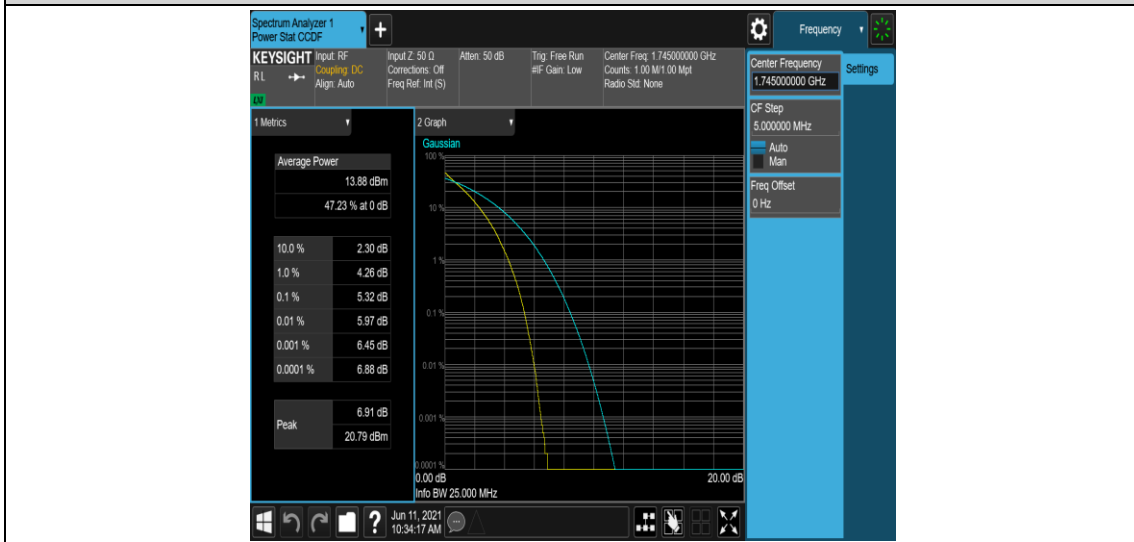 Spectrum Analyzer 1
Power Stat CCDF
Frequency
KEYSIGHT
Input: RF
Coupling: DC
Align: Auto
Input Z: 50 Ω
Corrections: Off
Freq Ref: Int (S)
Atten: 50 dB
Trig: Free Run
#IF Gain: Low
Center Freq: 1.745000000 GHz
Counts: 1.00 M/1.00 Mpt
Radio Std: None
RL
LXI
Center Frequency
1.745000000 GHz
Settings
CF Step
5.000000 MHz
Auto
Man
Freq Offset
0 Hz
1 Metrics
Average Power
13.88 dBm
47.23 % at 0 dB
10.0 % 2.30 dB
1.0 % 4.26 dB
0.1 % 5.32 dB
0.01 % 5.97 dB
0.001 % 6.45 dB
0.0001 % 6.88 dB
Peak
6.91 dB
20.79 dBm
2 Graph
Gaussian
100 %
10 %
1 %
0.1 %
0.01 %
0.001 %
0.0001 %
0.00 dB 20.00 dB
Info BW 25.000 MHz
Jun 11, 2021
10:34:17 AM